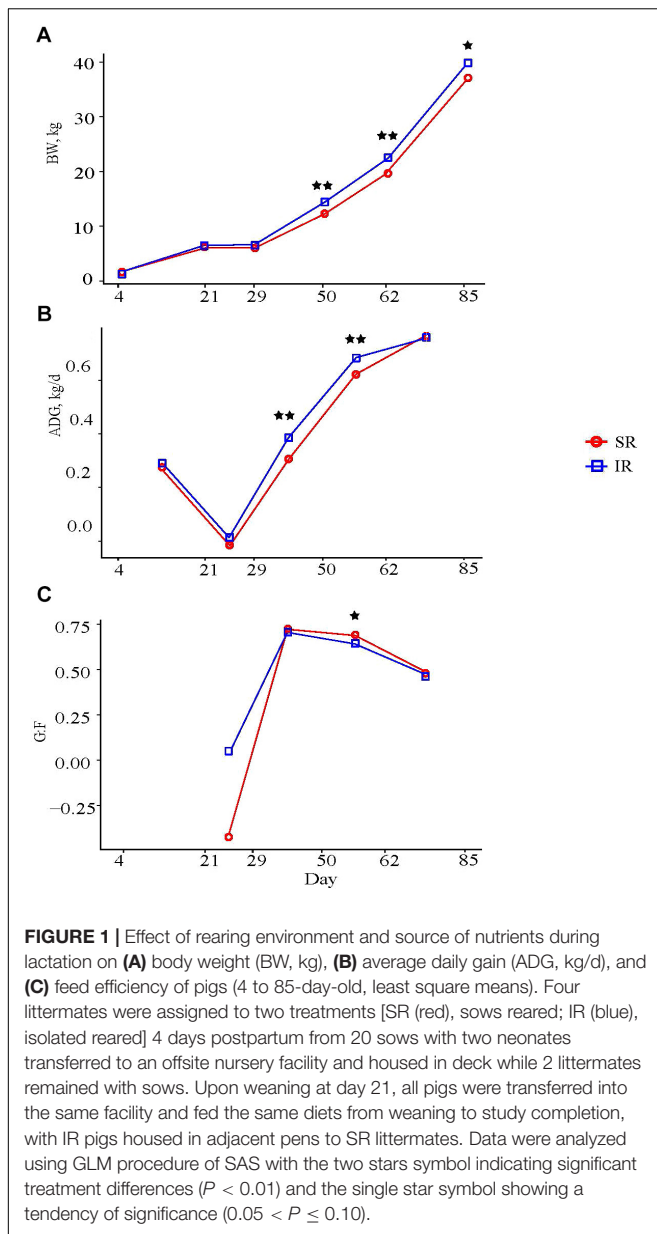 A
BW, kg
40
30
20
10
0
4 21 29 50 62 85
B
ADG, kg/d
0.6
0.4
0.2
0.0
4 21 29 50 62 85
SR
IR
C
G:F
0.75
0.50
0.25
0.00
−0.25
4 21 29 50 62 85
Day
FIGURE 1 | Effect of rearing environment and source of nutrients during
lactation on (A) body weight (BW, kg), (B) average daily gain (ADG, kg/d), and
(C) feed efficiency of pigs (4 to 85-day-old, least square means). Four
littermates were assigned to two treatments [SR (red), sows reared; IR (blue),
isolated reared] 4 days postpartum from 20 sows with two neonates
transferred to an offsite nursery facility and housed in deck while 2 littermates
remained with sows. Upon weaning at day 21, all pigs were transferred into
the same facility and fed the same diets from weaning to study completion,
with IR pigs housed in adjacent pens to SR littermates. Data were analyzed
using GLM procedure of SAS with the two stars symbol indicating significant
treatment differences (P < 0.01) and the single star symbol showing a
tendency of significance (0.05 < P ≤ 0.10).